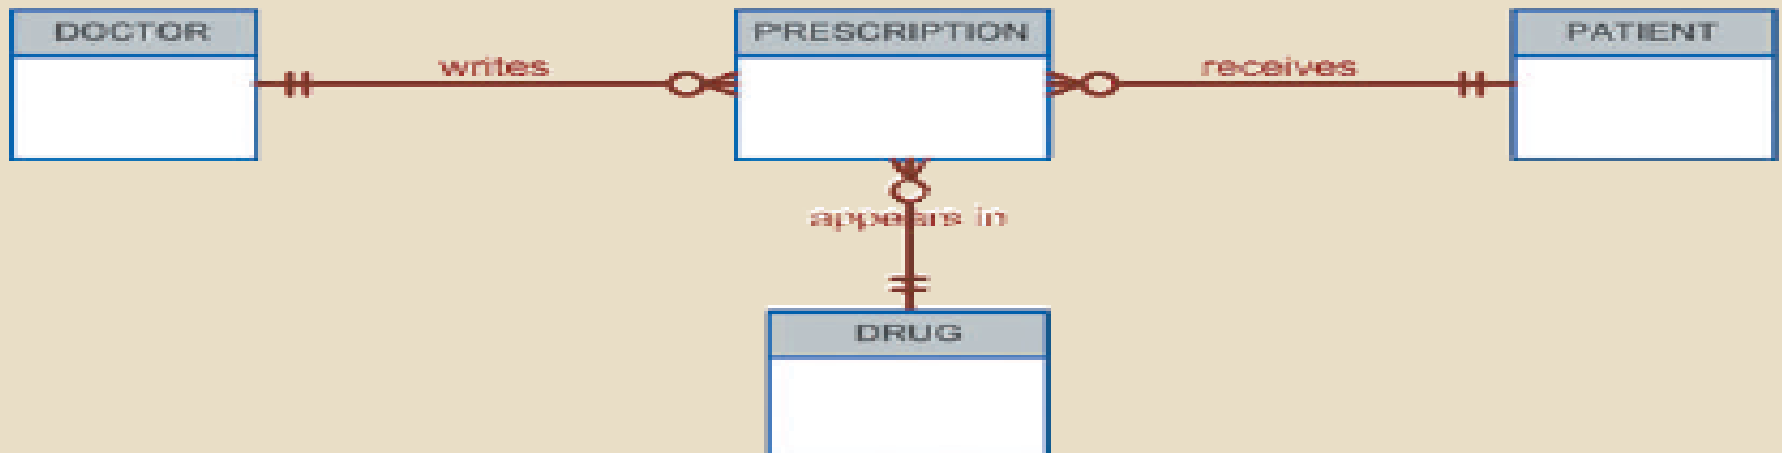 DOCTOR
PRESCRIPTION
PATIENT
writes
receives
appears in
DRUG